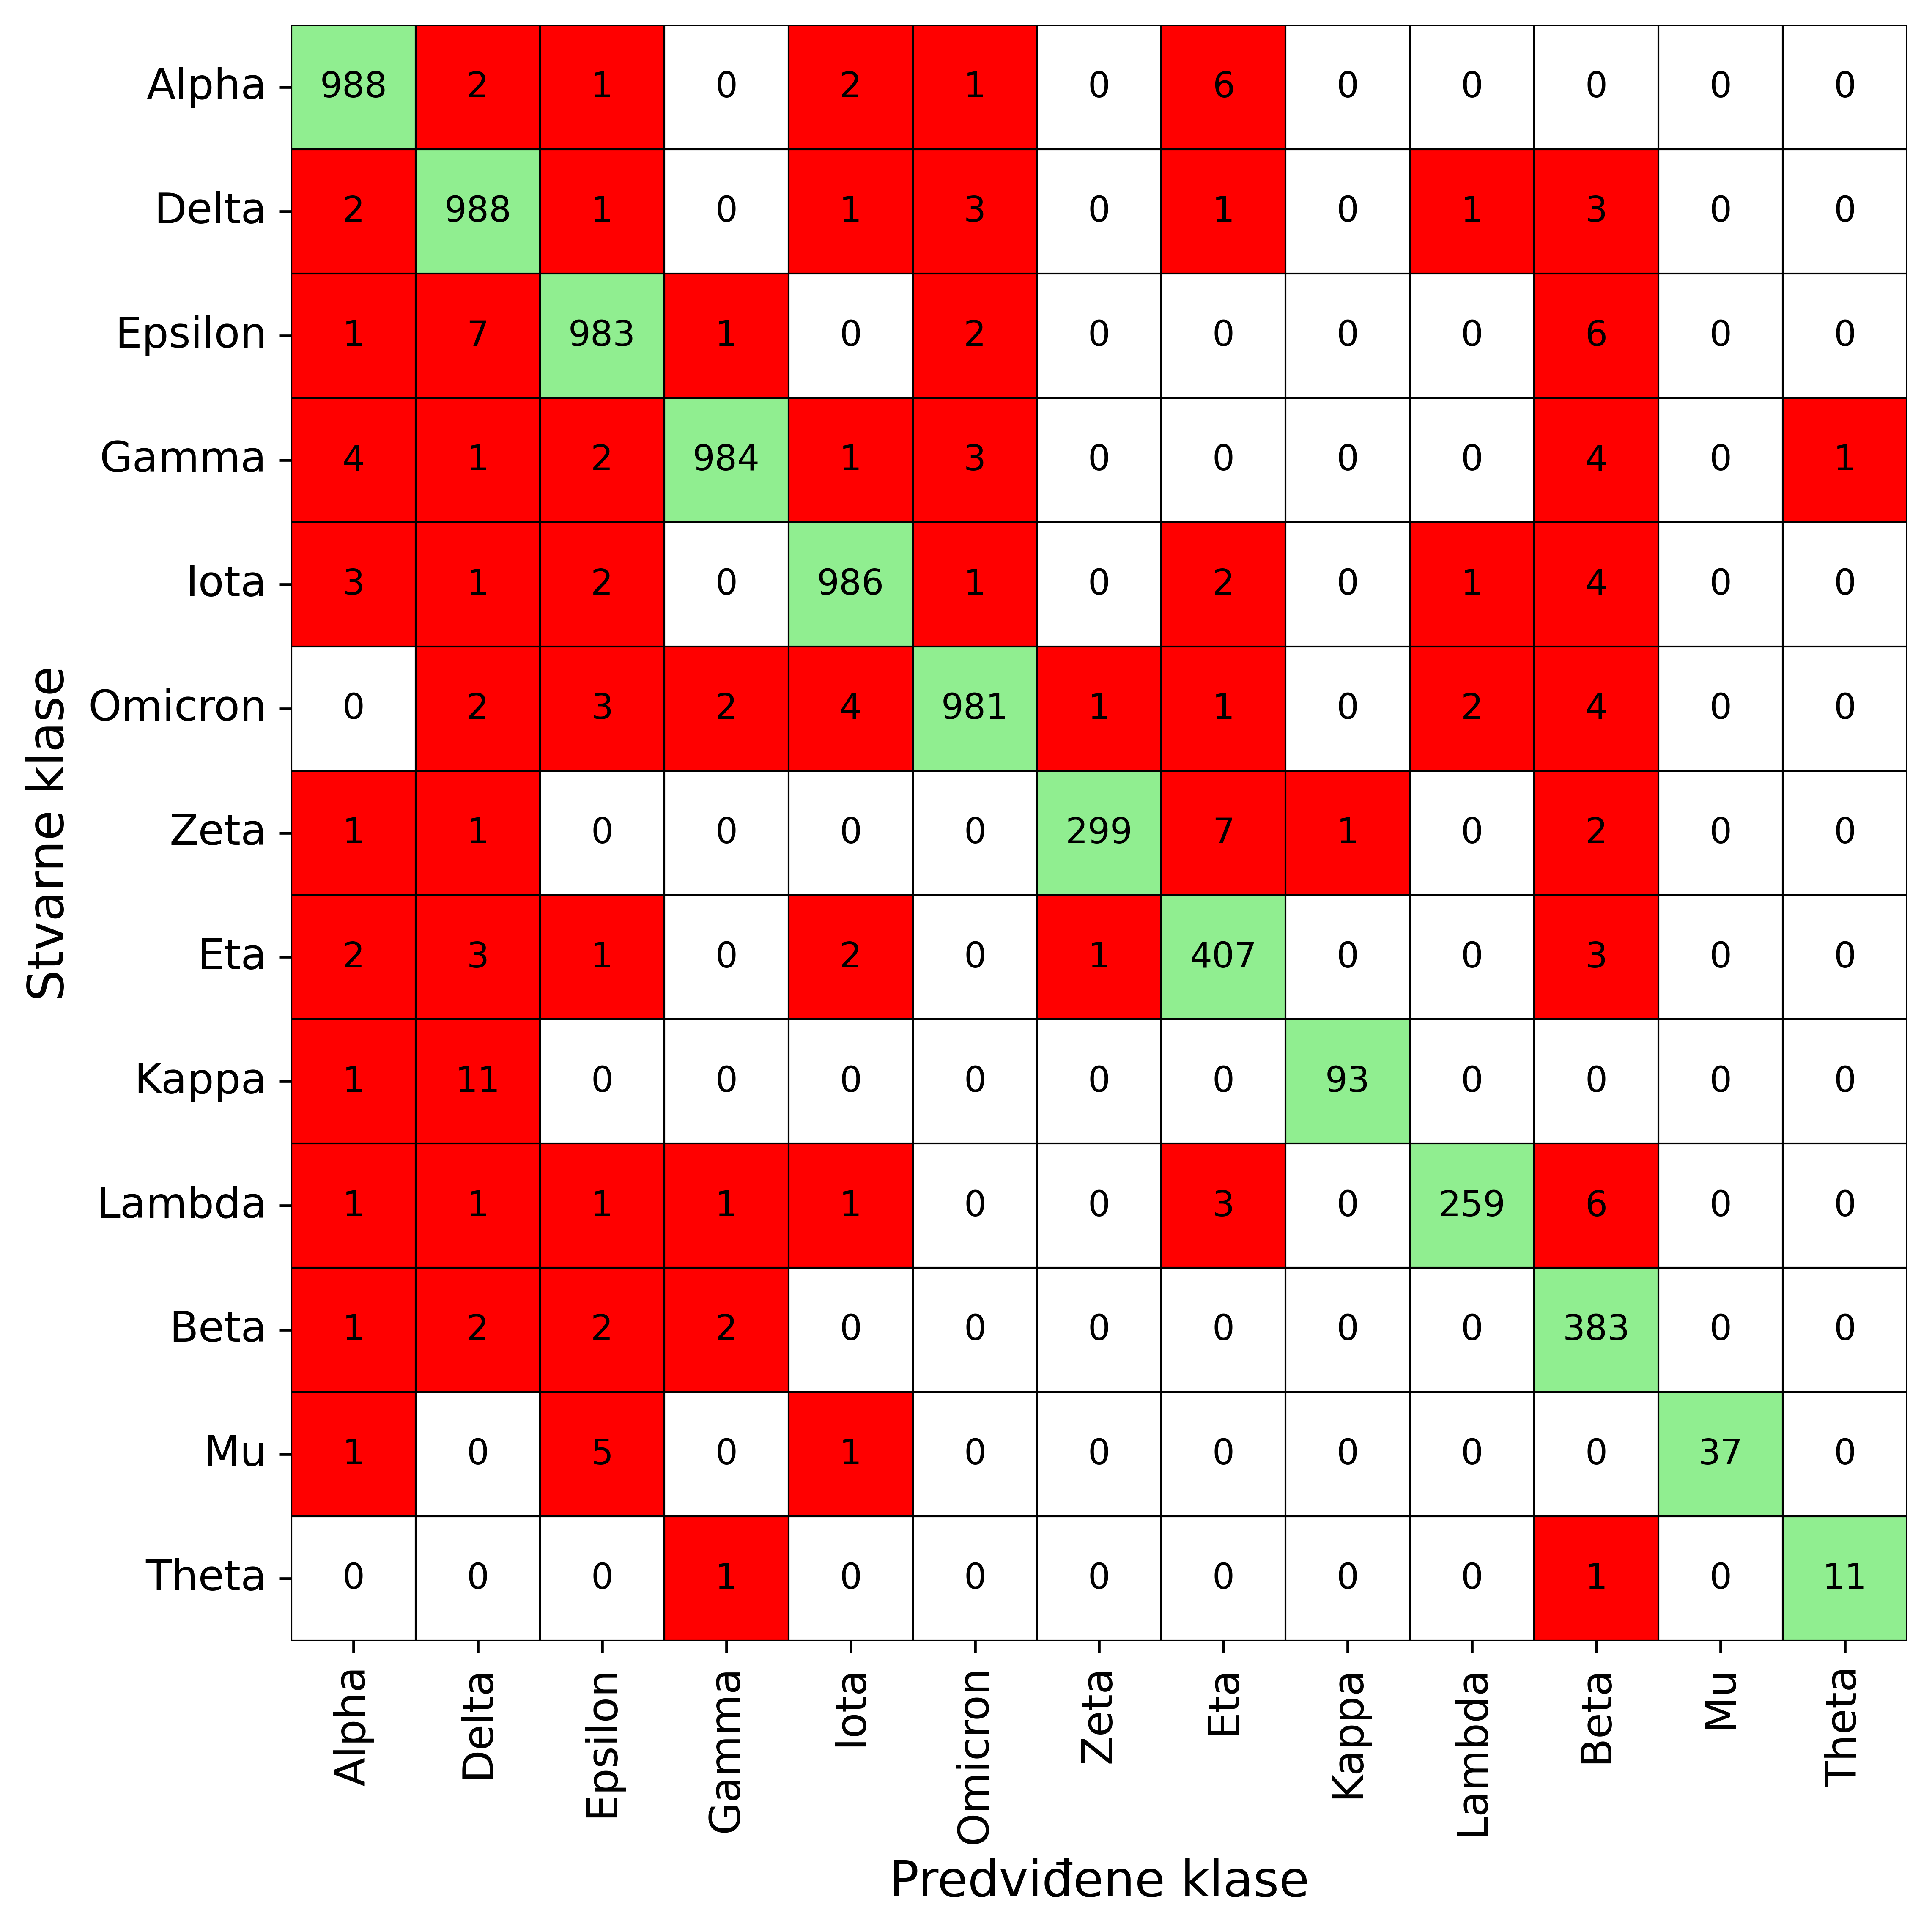 Alpha 988 2 1 0 2 1 0 6 0 0 0 0 0
Delta 2 988 1 0 1 3 0 1 0 1 3 0 0
Epsilon 1 7 983 1 0 2 0 0 0 0 6 0 0
Gamma 4 1 2 984 1 3 0 0 0 0 4 0 1
Iota 3 1 2 0 986 1 0 2 0 1 4 0 0
Omicron 0 2 3 2 4 981 1 1 0 2 4 0 0
Zeta 1 1 0 0 0 0 299 7 1 0 2 0 0
Eta 2 3 1 0 2 0 1 407 0 0 3 0 0
Kappa 1 11 0 0 0 0 0 0 93 0 0 0 0
Lambda 1 1 1 1 1 0 0 3 0 259 6 0 0
Beta 1 2 2 2 0 0 0 0 0 0 383 0 0
Mu 1 0 5 0 1 0 0 0 0 0 0 37 0
Theta 0 0 0 1 0 0 0 0 0 0 1 0 11
Stvarne klase
Alpha Delta Epsilon Gamma Iota Omicron Zeta Eta Kappa Lambda Beta Mu Theta
Predviđene klase